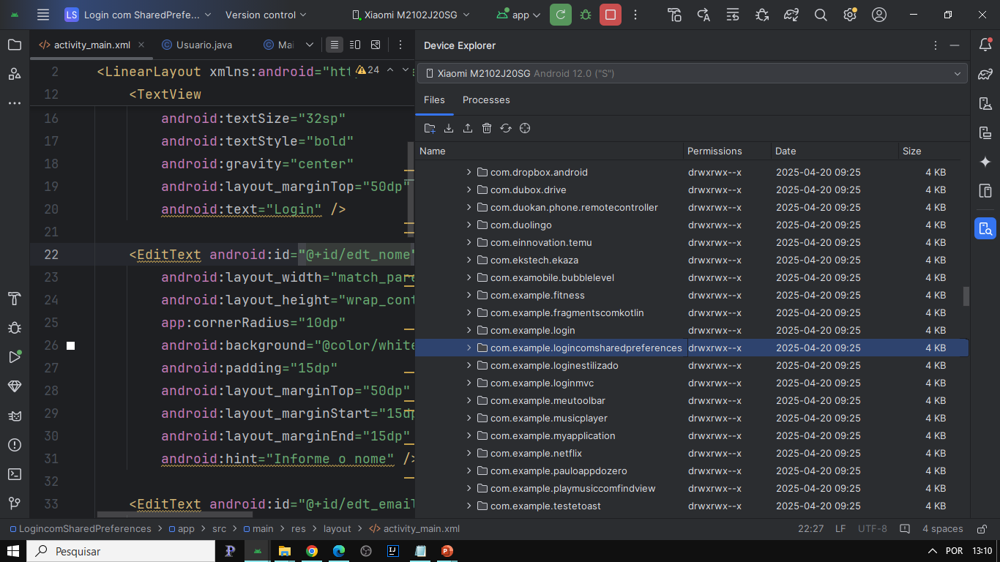 LS Login com SharedPrefe... Version control Xiaomi M2102J20SG app
activity_main.xml Usuario.java Mai
24
2 <LinearLayout xmlns:android="htt
12 <TextView
16 android:textSize="32sp"
17 android:textStyle="bold"
18 android:gravity="center"
19 android:layout_marginTop="50dp"
20 android:text="Login" />
21
22 <EditText android:id="@+id/edt_nome"
23 android:layout_width="match_pare
24 android:layout_height="wrap_cont
25 app:cornerRadius="10dp"
26 android:background="@color/white
27 android:padding="15dp"
28 android:layout_marginTop="50dp"
29 android:layout_marginStart="15dp
30 android:layout_marginEnd="15dp"
31 android:hint="Informe o nome" />
32
33 <EditText android:id="@+id/edt_email
Device Explorer
Xiaomi M2102J20SG Android 12.0 ("S")
Files Processes
Name Permissions Date Size
com.dropbox.android drwxrwx--x 2025-04-20 09:25 4 KB
com.dubox.drive drwxrwx--x 2025-04-20 09:25 4 KB
com.duokan.phone.remotecontroller drwxrwx--x 2025-04-20 09:25 4 KB
com.duolingo drwxrwx--x 2025-04-20 09:25 4 KB
com.einnovation.temu drwxrwx--x 2025-04-20 09:25 4 KB
com.ekstech.ekaza drwxrwx--x 2025-04-20 09:25 4 KB
com.examobile.bubblelevel drwxrwx--x 2025-04-20 09:25 4 KB
com.example.fitness drwxrwx--x 2025-04-20 09:25 4 KB
com.example.fragmentscomkotlin drwxrwx--x 2025-04-20 09:25 4 KB
com.example.login drwxrwx--x 2025-04-20 09:25 4 KB
com.example.logincomsharedpreferences drwxrwx--x 2025-04-20 09:25 4 KB
com.example.loginestilizado drwxrwx--x 2025-04-20 09:25 4 KB
com.example.loginmvc drwxrwx--x 2025-04-20 09:25 4 KB
com.example.meutoolbar drwxrwx--x 2025-04-20 09:25 4 KB
com.example.musicplayer drwxrwx--x 2025-04-20 09:25 4 KB
com.example.myapplication drwxrwx--x 2025-04-20 09:25 4 KB
com.example.netflix drwxrwx--x 2025-04-20 09:25 4 KB
com.example.pauloappdozero drwxrwx--x 2025-04-20 09:25 4 KB
com.example.playmusiccomfindview drwxrwx--x 2025-04-20 09:25 4 KB
com.example.testetoast drwxrwx--x 2025-04-20 09:25 4 KB
LogincomSharedPreferences > app > src > main > res > layout > activity_main.xml 22:27 LF UTF-8 4 spaces
Pesquisar POR 13:10